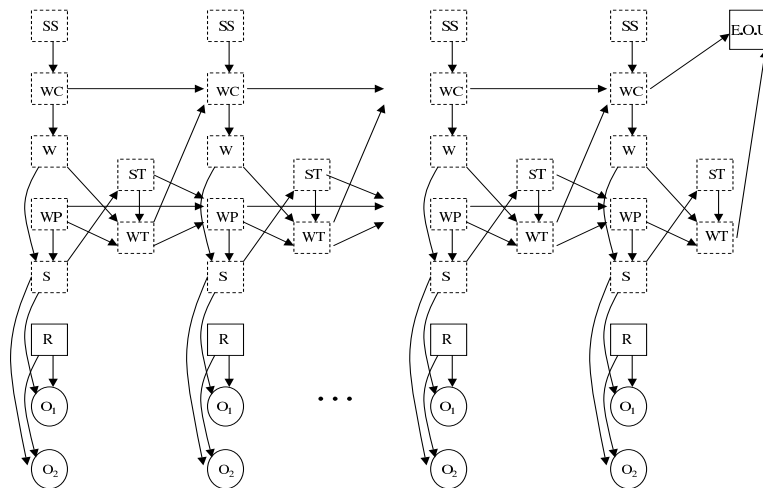 SS SS SS SS E.O.U
WC WC WC WC
W W W W
ST ST ST ST
WP WP WP WP
WT WT WT WT
S S S S
R R R R
O1 O1 ... O1 O1
O2 O2 O2 O2